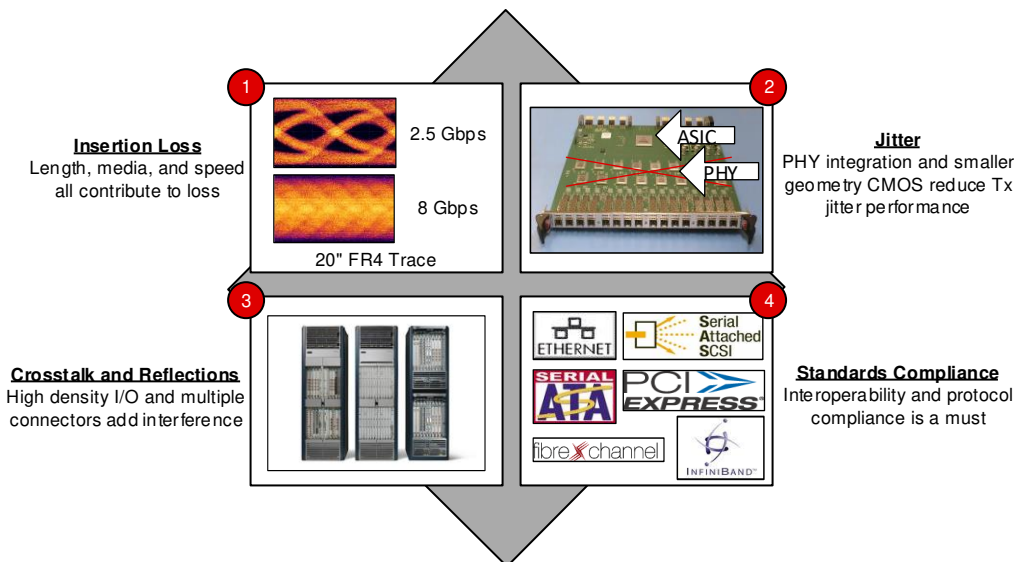 1
2.5 Gbps
8 Gbps
20" FR4 Trace
Insertion Loss
Length, media, and speed
all contribute to loss
2
ASIC
PHY
Jitter
PHY integration and smaller
geometry CMOS reduce Tx
jitter performance
3
Crosstalk and Reflections
High density I/O and multiple
connectors add interference
4
ETHERNET
Serial
Attached
SCSI
SERIAL
ATA
PCI
EXPRESS®
fibre channel
INFINIBAND™
Standards Compliance
Interoperability and protocol
compliance is a must